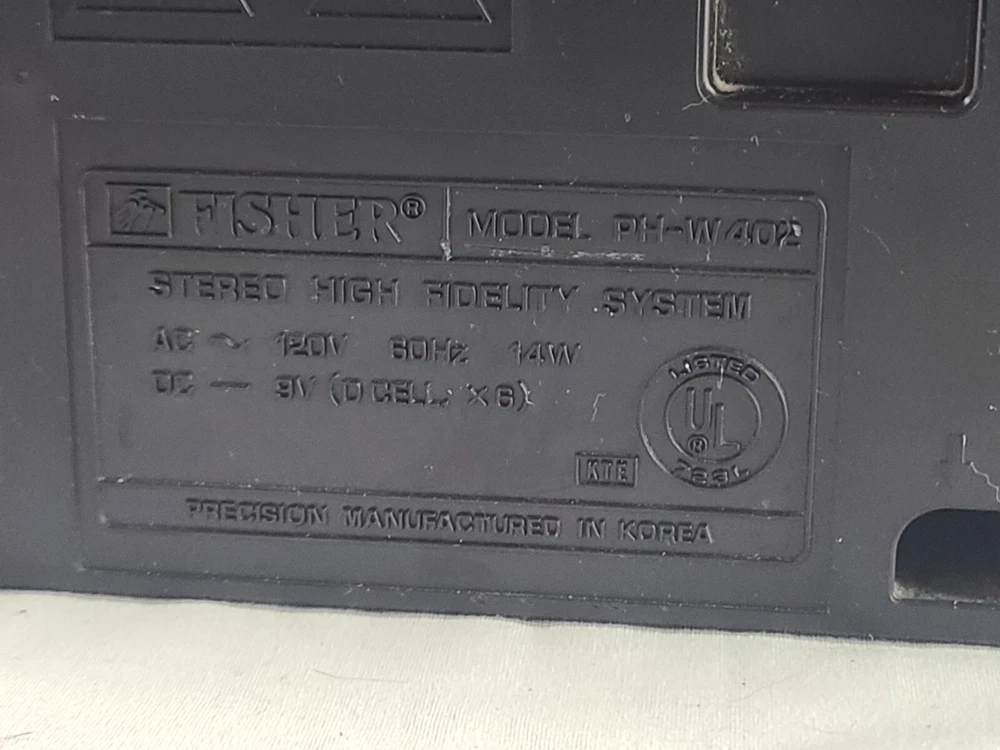 FISHER® MODEL PH-W402
STEREO HIGH FIDELITY SYSTEM
AC ~ 120V 60Hz 14W
DC — 9V (D CELL. × 6)
LISTED
UL®
KTE
PRECISION MANUFACTURED IN KOREA